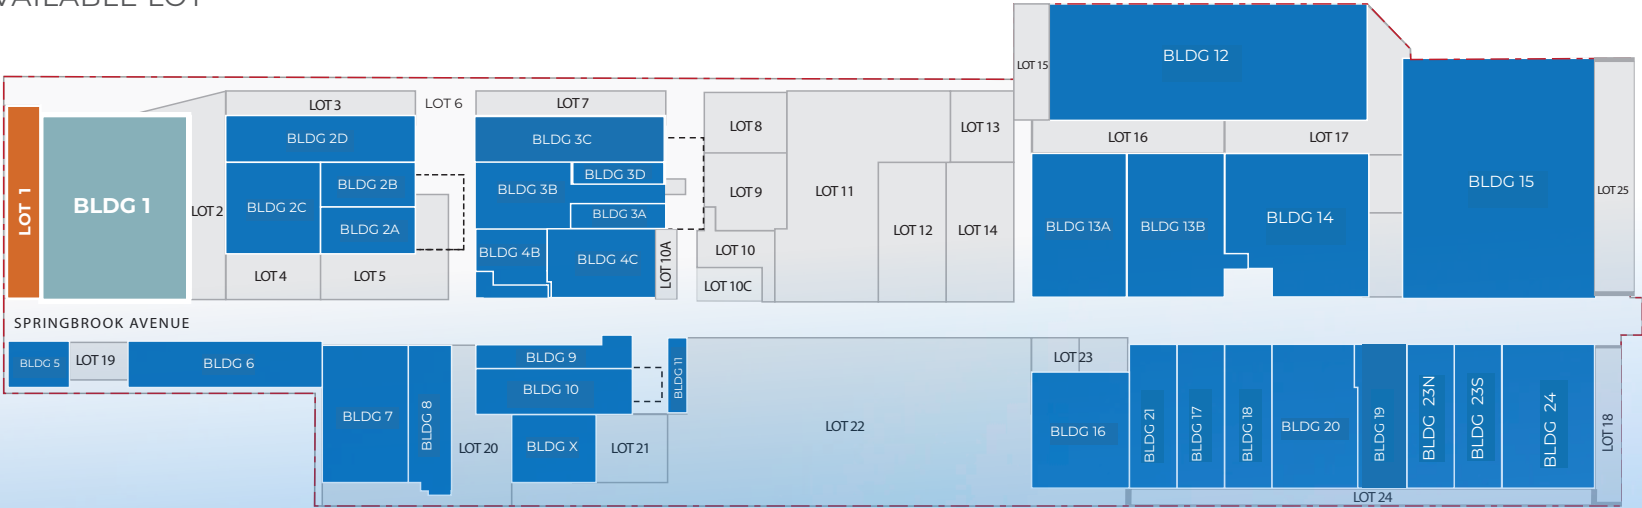 AVAILABLE LOT
LOT 1
BLDG 1
LOT 2
LOT 3
BLDG 2D
BLDG 2C
BLDG 2B
BLDG 2A
LOT 4
LOT 5
LOT 6
LOT 7
BLDG 3C
BLDG 3B
BLDG 3D
BLDG 3A
BLDG 4B
BLDG 4C
LOT 10A
LOT 8
LOT 9
LOT 10
LOT 10C
LOT 11
LOT 12
LOT 13
LOT 14
LOT 15
BLDG 12
LOT 16
LOT 17
BLDG 13A
BLDG 13B
BLDG 14
BLDG 15
LOT 25
SPRINGBROOK AVENUE
BLDG 5
LOT 19
BLDG 6
BLDG 7
BLDG 8
LOT 20
BLDG 9
BLDG 10
BLDG X
LOT 21
BLDG 11
LOT 22
LOT 23
BLDG 16
BLDG 21
BLDG 17
BLDG 18
BLDG 20
BLDG 19
BLDG 23N
BLDG 23S
BLDG 24
LOT 18
LOT 24